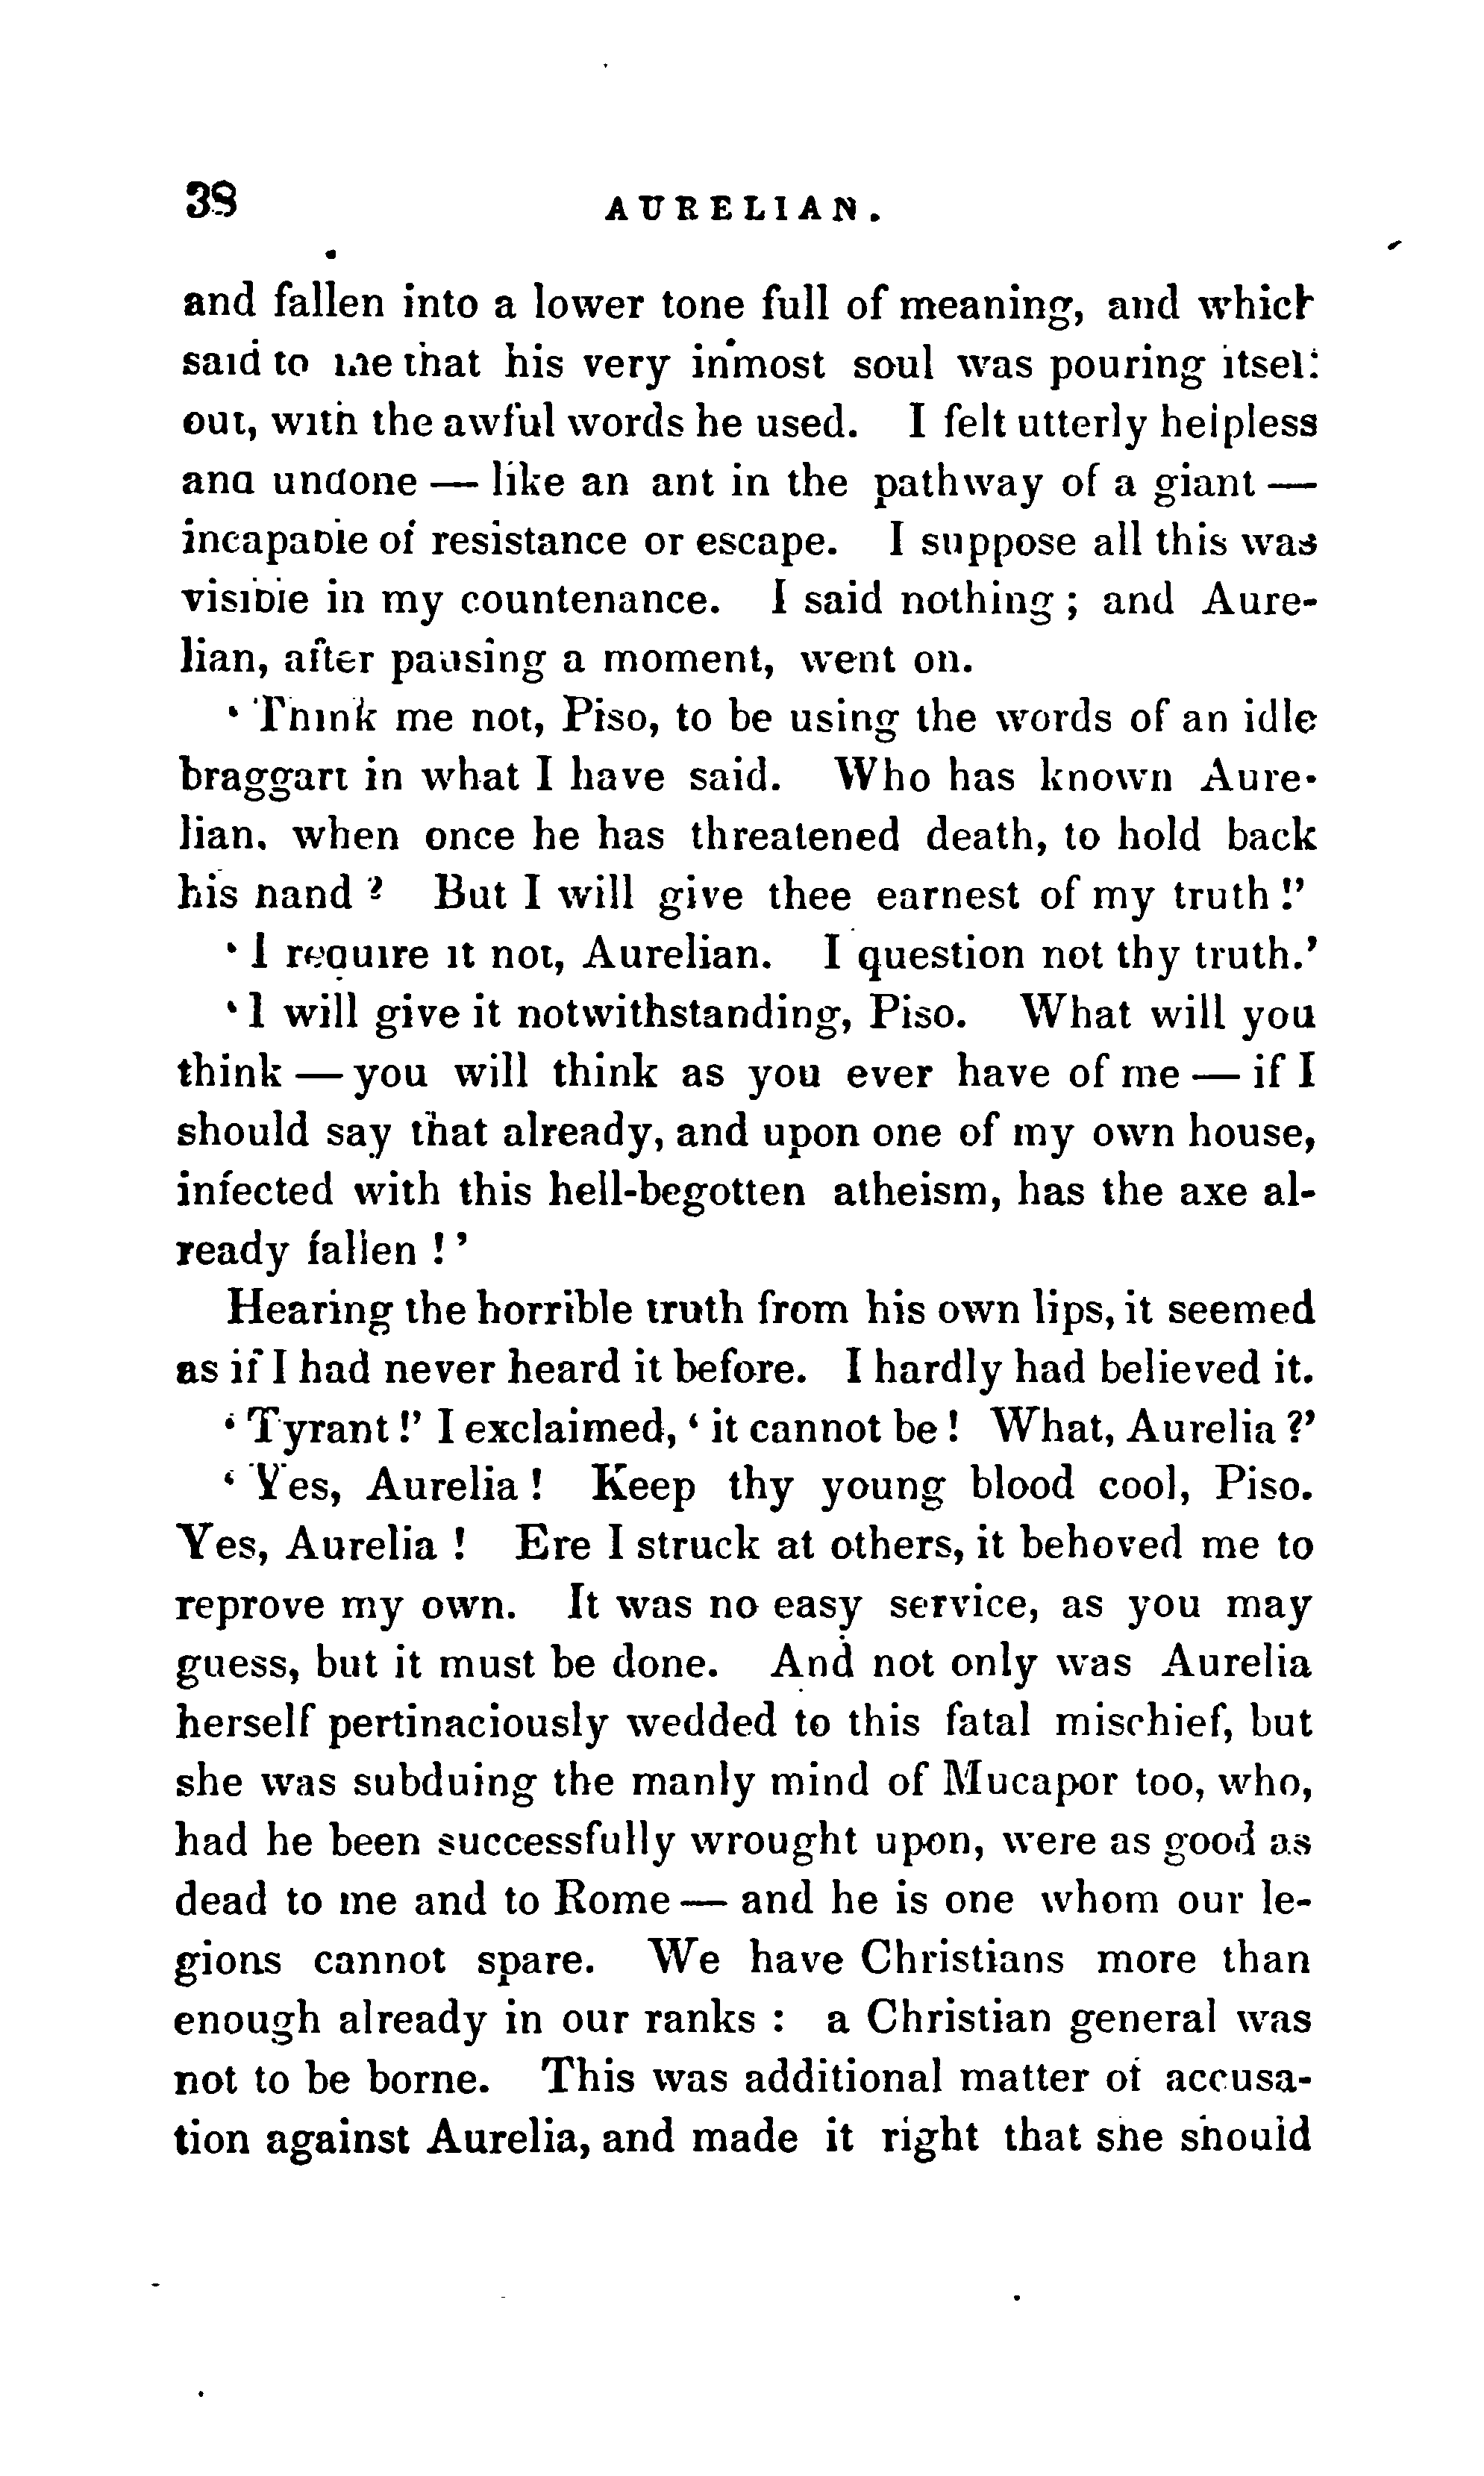 38
AURELIAN.
and fallen into a lower tone full of meaning, and which
said to me that his very inmost soul was pouring itself
out, with the awful words he used. I felt utterly helpless
and undone — like an ant in the pathway of a giant —
incapable of resistance or escape. I suppose all this was
visible in my countenance. I said nothing ; and Aure-
lian, after pausing a moment, went on.
‘ Think me not, Piso, to be using the words of an idle
braggart in what I have said. Who has known Aure-
lian, when once he has threatened death, to hold back
his hand ? But I will give thee earnest of my truth !’
‘ I require it not, Aurelian. I question not thy truth.’
‘ I will give it notwithstanding, Piso. What will you
think — you will think as you ever have of me — if I
should say that already, and upon one of my own house,
infected with this hell-begotten atheism, has the axe al-
ready fallen ! ’
Hearing the horrible truth from his own lips, it seemed
as if I had never heard it before. I hardly had believed it.
‘ Tyrant !’ I exclaimed, ‘ it cannot be ! What, Aurelia ?’
‘ Yes, Aurelia ! Keep thy young blood cool, Piso.
Yes, Aurelia ! Ere I struck at others, it behoved me to
reprove my own. It was no easy service, as you may
guess, but it must be done. And not only was Aurelia
herself pertinaciously wedded to this fatal mischief, but
she was subduing the manly mind of Mucapor too, who,
had he been successfully wrought upon, were as good as
dead to me and to Rome — and he is one whom our le-
gions cannot spare. We have Christians more than
enough already in our ranks : a Christian general was
not to be borne. This was additional matter of accusa-
tion against Aurelia, and made it right that she should